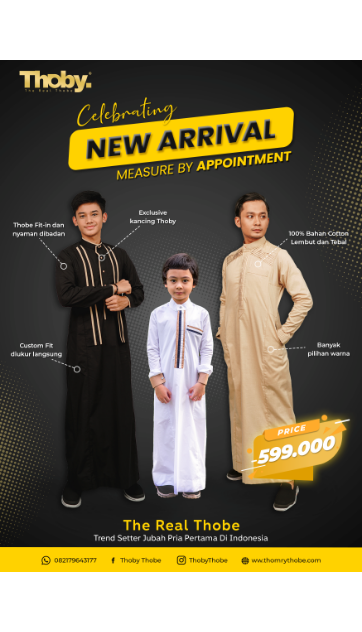 Thoby.
The Real Thobe
Celebrating
NEW ARRIVAL
MEASURE BY APPOINTMENT
Exclusive
kancing Thoby
Thobe Fit-in dan
nyaman dibadan
100% Bahan Cotton
Lembut dan Tebal
Custom Fit
diukur langsung
Banyak
pilihan warna
PRICE
599.000
The Real Thobe
Trend Setter Jubah Pria Pertama Di Indonesia
082179643177
Thoby Thobe
ThobyThobe
ww.thomrythobe.com